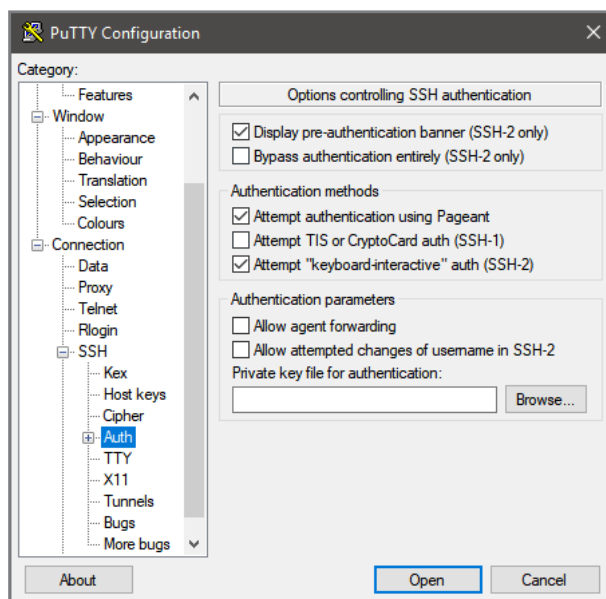 PuTTY Configuration
Category:
Features
Window
Appearance
Behaviour
Translation
Selection
Colours
Connection
Data
Proxy
Telnet
Rlogin
SSH
Kex
Host keys
Cipher
Auth
TTY
X11
Tunnels
Bugs
More bugs
Options controlling SSH authentication
Display pre-authentication banner (SSH-2 only)
Bypass authentication entirely (SSH-2 only)
Authentication methods
Attempt authentication using Pageant
Attempt TIS or CryptoCard auth (SSH-1)
Attempt "keyboard-interactive" auth (SSH-2)
Authentication parameters
Allow agent forwarding
Allow attempted changes of username in SSH-2
Private key file for authentication:
Browse...
About
Open
Cancel